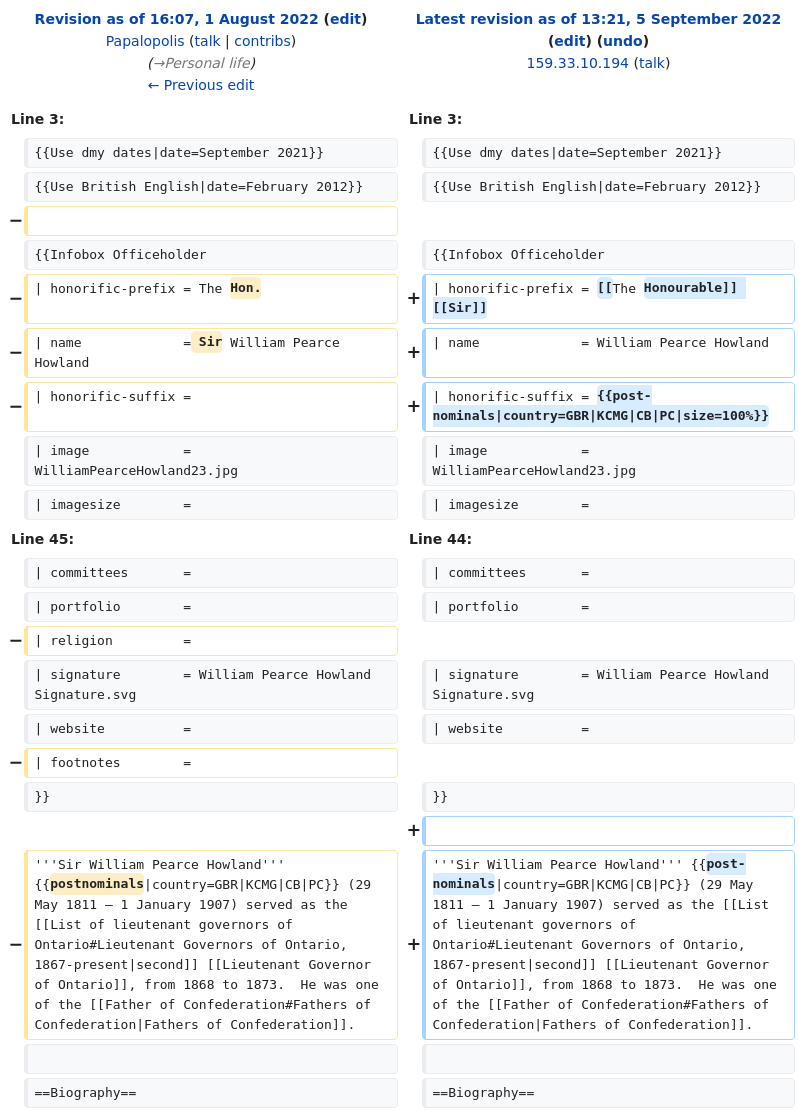 Revision as of 16:07, 1 August 2022 (edit)
Papalopolis (talk | contribs)
(→Personal life)
← Previous edit
Latest revision as of 13:21, 5 September 2022
(edit) (undo)
159.33.10.194 (talk)
Line 3:
Line 3:
{{Use dmy dates|date=September 2021}}
{{Use dmy dates|date=September 2021}}
{{Use British English|date=February 2012}}
{{Use British English|date=February 2012}}
−
{{Infobox Officeholder
{{Infobox Officeholder
− | honorific-prefix = The Hon.
+ | honorific-prefix = [[The Honourable]]
[[Sir]]
− | name             = Sir William Pearce
Howland
+ | name             = William Pearce Howland
− | honorific-suffix =
+ | honorific-suffix = {{post-
nominals|country=GBR|KCMG|CB|PC|size=100%}}
| image            =
WilliamPearceHowland23.jpg
| image            =
WilliamPearceHowland23.jpg
| imagesize        =
| imagesize        =
Line 45:
Line 44:
| committees       =
| committees       =
| portfolio        =
| portfolio        =
− | religion         =
| signature        = William Pearce Howland
Signature.svg
| signature        = William Pearce Howland
Signature.svg
| website          =
| website          =
− | footnotes        =
}}
}}
+
− '''Sir William Pearce Howland'''
{{postnominals|country=GBR|KCMG|CB|PC}} (29
May 1811 – 1 January 1907) served as the
[[List of lieutenant governors of
Ontario#Lieutenant Governors of Ontario,
1867-present|second]] [[Lieutenant Governor
of Ontario]], from 1868 to 1873.  He was one
of the [[Father of Confederation#Fathers of
Confederation|Fathers of Confederation]].
+ '''Sir William Pearce Howland''' {{post-
nominals|country=GBR|KCMG|CB|PC}} (29 May
1811 – 1 January 1907) served as the [[List
of lieutenant governors of
Ontario#Lieutenant Governors of Ontario,
1867-present|second]] [[Lieutenant Governor
of Ontario]], from 1868 to 1873.  He was one
of the [[Father of Confederation#Fathers of
Confederation|Fathers of Confederation]].
==Biography==
==Biography==